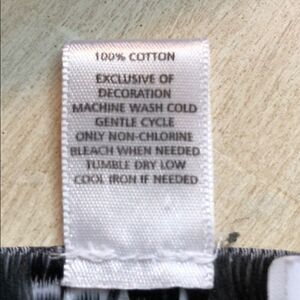 100% COTTON
EXCLUSIVE OF
DECORATION
MACHINE WASH COLD
GENTLE CYCLE
ONLY NON-CHLORINE
BLEACH WHEN NEEDED
TUMBLE DRY LOW
COOL IRON IF NEEDED